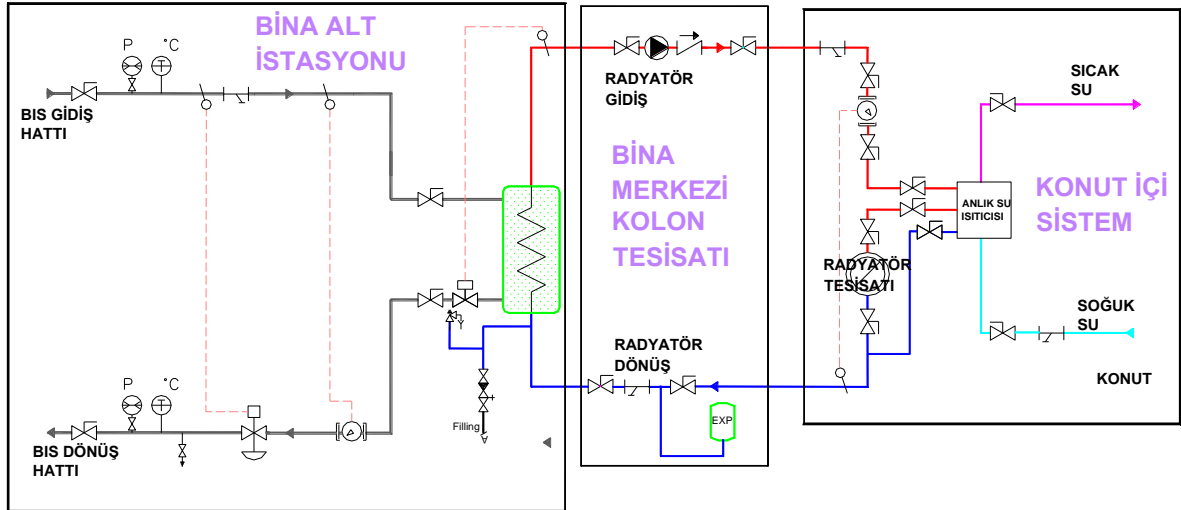 BİNA ALT
İSTASYONU
P
°C
BIS GİDİŞ
HATTI
P
°C
BIS DÖNÜŞ
HATTI
Filling
RADYATÖR
GİDİŞ
BİNA
MERKEZİ
KOLON
TESİSATI
RADYATÖR
DÖNÜŞ
EXP
SICAK
SU
ANLIK SU
ISITICISI
KONUT İÇİ
SİSTEM
RADYATÖR
TESİSATI
SOĞUK
SU
KONUT